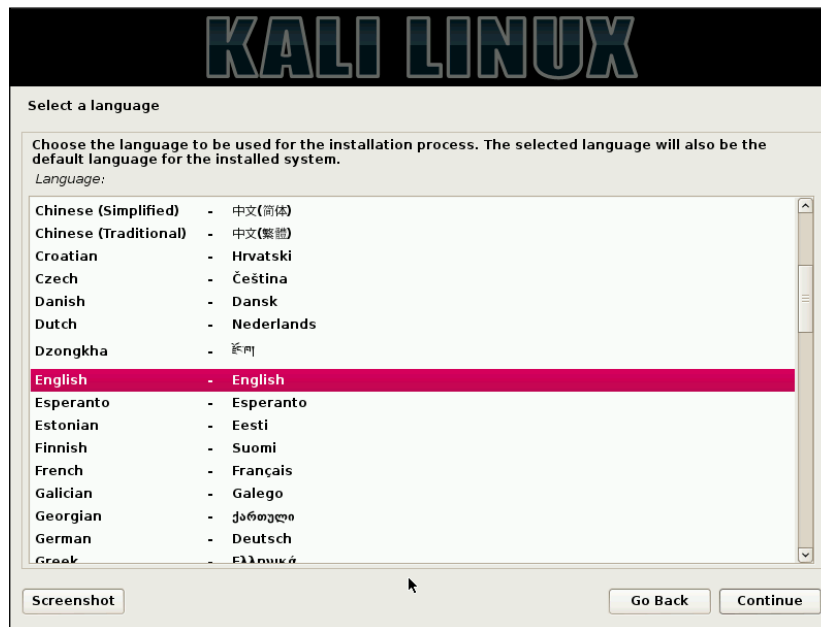 KALI LINUX
Select a language
Choose the language to be used for the installation process. The selected language will also be the
default language for the installed system.
Language:
Chinese (Simplified) - 中文(简体)
Chinese (Traditional) - 中文(繁體)
Croatian - Hrvatski
Czech - Čeština
Danish - Dansk
Dutch - Nederlands
Dzongkha - རྫོང་ཁ།
English - English
Esperanto - Esperanto
Estonian - Eesti
Finnish - Suomi
French - Français
Galician - Galego
Georgian - ქართული
German - Deutsch
Greek - Ελληνικά
Screenshot Go Back Continue